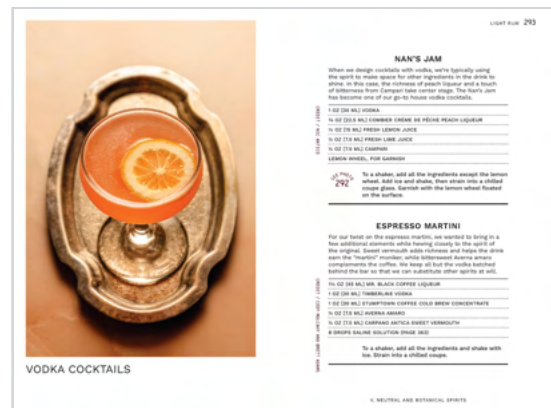 LIGHT RUM 293
NAN'S JAM
When we design cocktails with vodka, we're typically using
the spirit to make space for other ingredients in the drink to
shine. In this case, the richness of peach liqueur and a touch
of bitterness from Campari take center stage. The Nan's Jam
has become one of our go-to house vodka cocktails.
1 OZ [30 ML] VODKA
¾ OZ [22.5 ML] COMBIER CRÈME DE PÊCHE PEACH LIQUEUR
½ OZ [15 ML] FRESH LEMON JUICE
¼ OZ [7.5 ML] FRESH LIME JUICE
¼ OZ [7.5 ML] CAMPARI
LEMON WHEEL, FOR GARNISH
SEE PHOTO
292
To a shaker, add all the ingredients except the lemon
wheel. Add ice and shake, then strain into a chilled
coupe glass. Garnish with the lemon wheel floated
on the surface.
ESPRESSO MARTINI
For our twist on the espresso martini, we wanted to bring in a
few additional elements while hewing closely to the spirit of
the original. Sweet vermouth adds richness and helps the drink
earn the "martini" moniker, while bittersweet Averna amaro
complements the coffee. We keep all but the vodka batched
behind the bar so that we can substitute other spirits at will.
1½ OZ [45 ML] MR. BLACK COFFEE LIQUEUR
1 OZ [30 ML] TIMBERLINE VODKA
1 OZ [30 ML] STUMPTOWN COFFEE COLD BREW CONCENTRATE
¼ OZ [7.5 ML] AVERNA AMARO
¼ OZ [7.5 ML] CARPANO ANTICA SWEET VERMOUTH
8 DROPS SALINE SOLUTION (PAGE 363)
To a shaker, add all the ingredients and shake with
ice. Strain into a chilled coupe.
VODKA COCKTAILS
V. NEUTRAL AND BOTANICAL SPIRITS